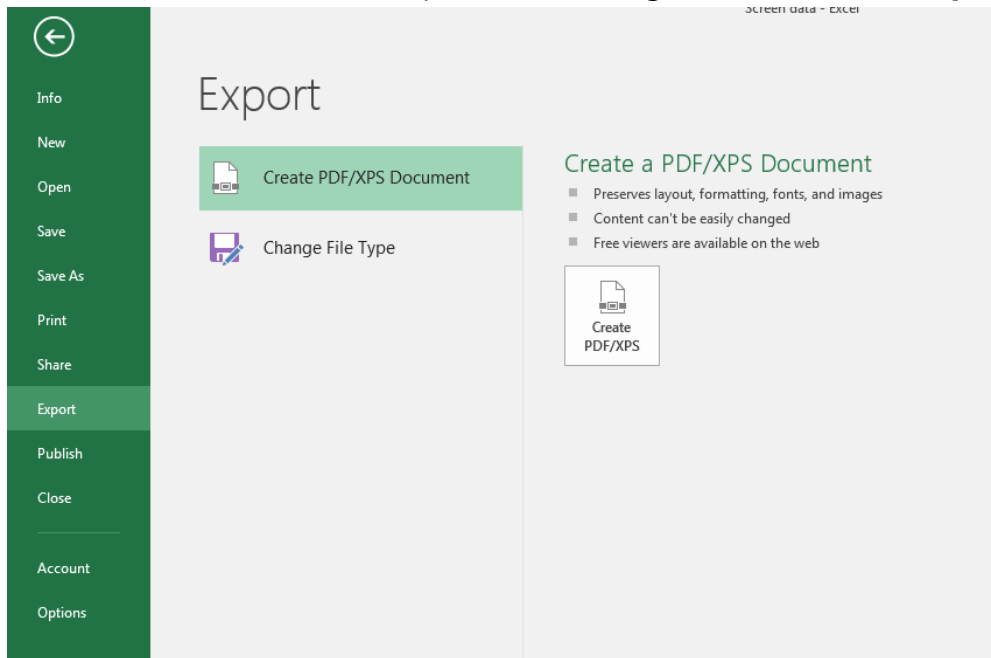 Screen data - Excel
Info
New
Open
Save
Save As
Print
Share
Export
Publish
Close
Account
Options
Export
Create PDF/XPS Document
Change File Type
Create a PDF/XPS Document
Preserves layout, formatting, fonts, and images
Content can't be easily changed
Free viewers are available on the web
Create
PDF/XPS